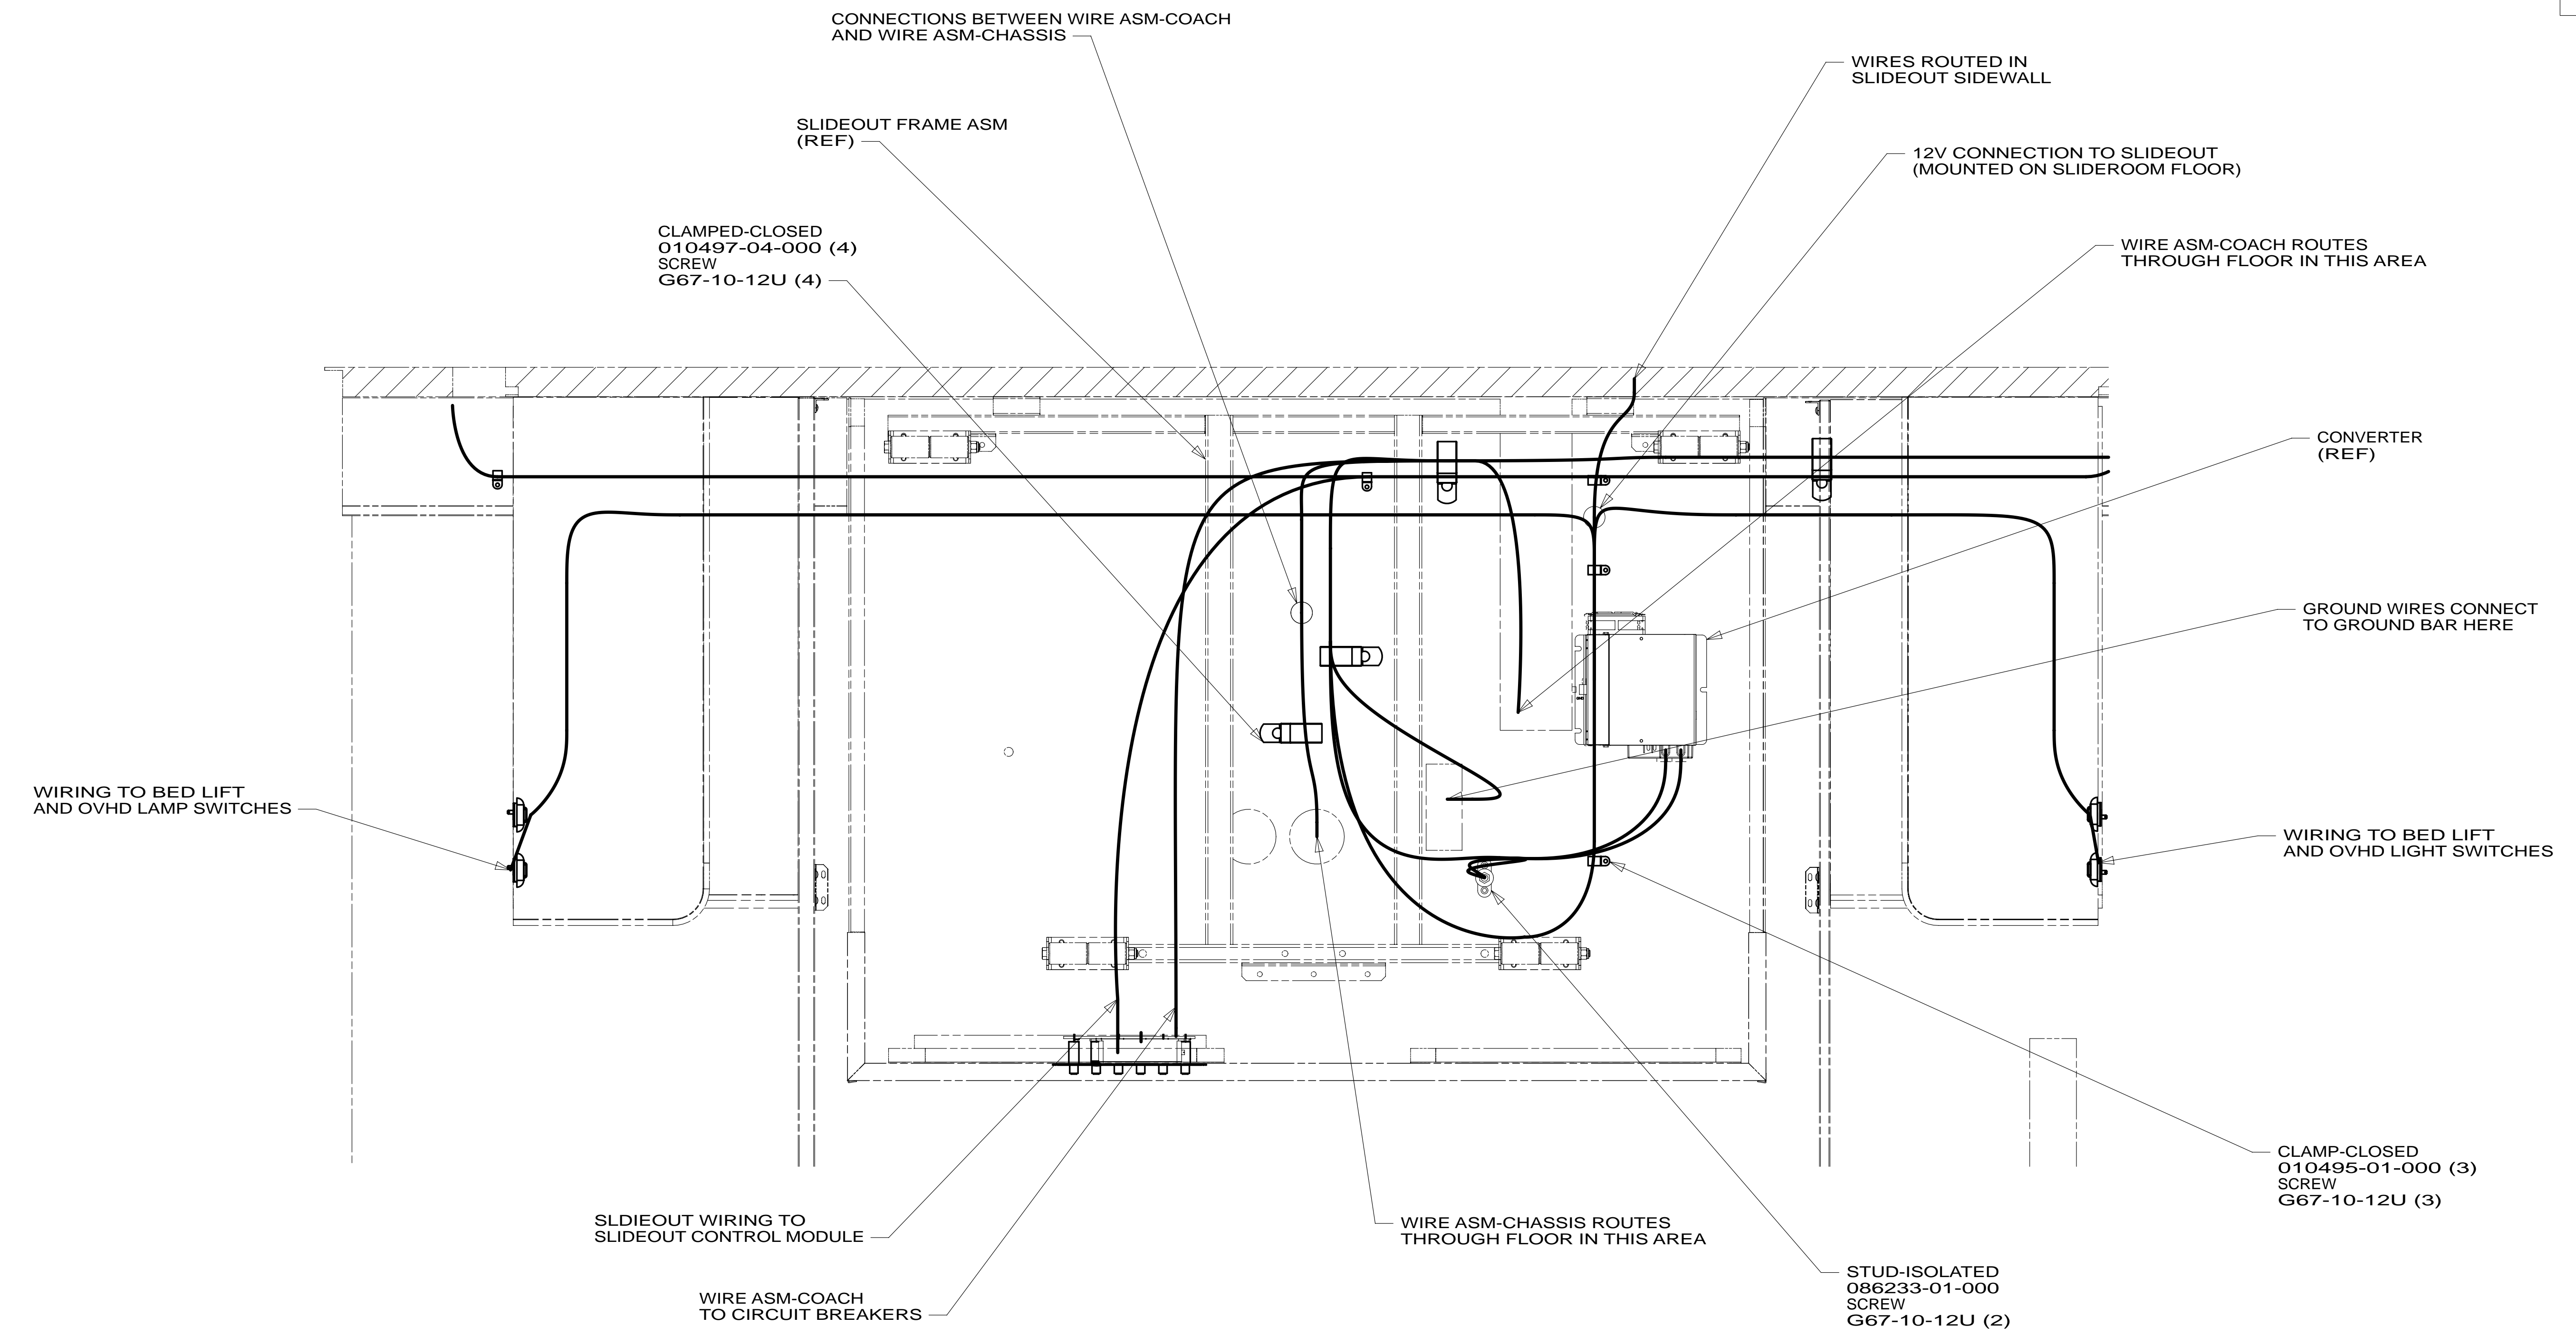 CONNECTIONS BETWEEN WIRE ASM-COACH
AND WIRE ASM-CHASSIS
WIRES ROUTED IN
SLIDEOUT SIDEWALL
SLIDEOUT FRAME ASM
(REF)
12V CONNECTION TO SLIDEOUT
(MOUNTED ON SLIDEROOM FLOOR)
CLAMPED-CLOSED
010497-04-000 (4)
SCREW
G67-10-12U (4)
WIRE ASM-COACH ROUTES
THROUGH FLOOR IN THIS AREA
CONVERTER
(REF)
GROUND WIRES CONNECT
TO GROUND BAR HERE
WIRING TO BED LIFT
AND OVHD LAMP SWITCHES
WIRING TO BED LIFT
AND OVHD LIGHT SWITCHES
CLAMP-CLOSED
010495-01-000 (3)
SCREW
G67-10-12U (3)
SLDIEOUT WIRING TO
SLIDEOUT CONTROL MODULE
WIRE ASM-CHASSIS ROUTES
THROUGH FLOOR IN THIS AREA
STUD-ISOLATED
086233-01-000
SCREW
G67-10-12U (2)
WIRE ASM-COACH
TO CIRCUIT BREAKERS